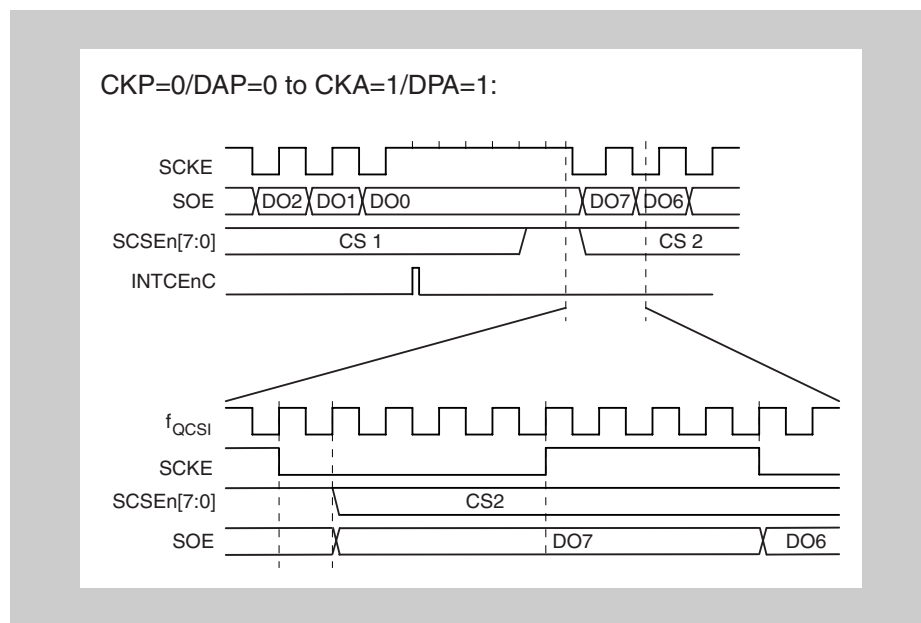 CKP=0/DAP=0 to CKA=1/DPA=1:
SCKE
SOE DO2 DO1 DO0 DO7 DO6
SCSEn[7:0] CS 1 CS 2
INTCEnC
fQCSI
SCKE
SCSEn[7:0] CS2
SOE DO7 DO6